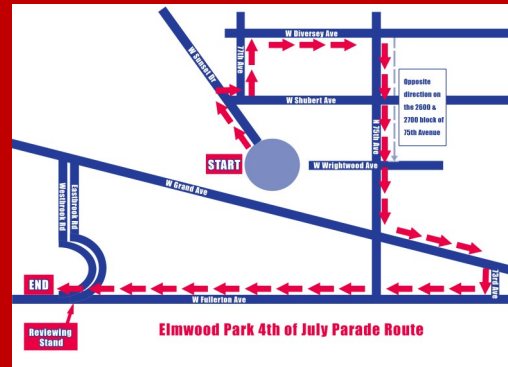 W Diversey Ave
W Sunset Dr
77th Ave
Opposite
direction on
the 2600 &
2700 block of
75th Avenue
W Shubert Ave
N 75th Ave
START
W Wrightwood Ave
W Grand Ave
Westbrook Rd
Eastbrook Rd
73rd Ave
END
W Fullerton Ave
Reviewing
Stand
Elmwood Park 4th of July Parade Route